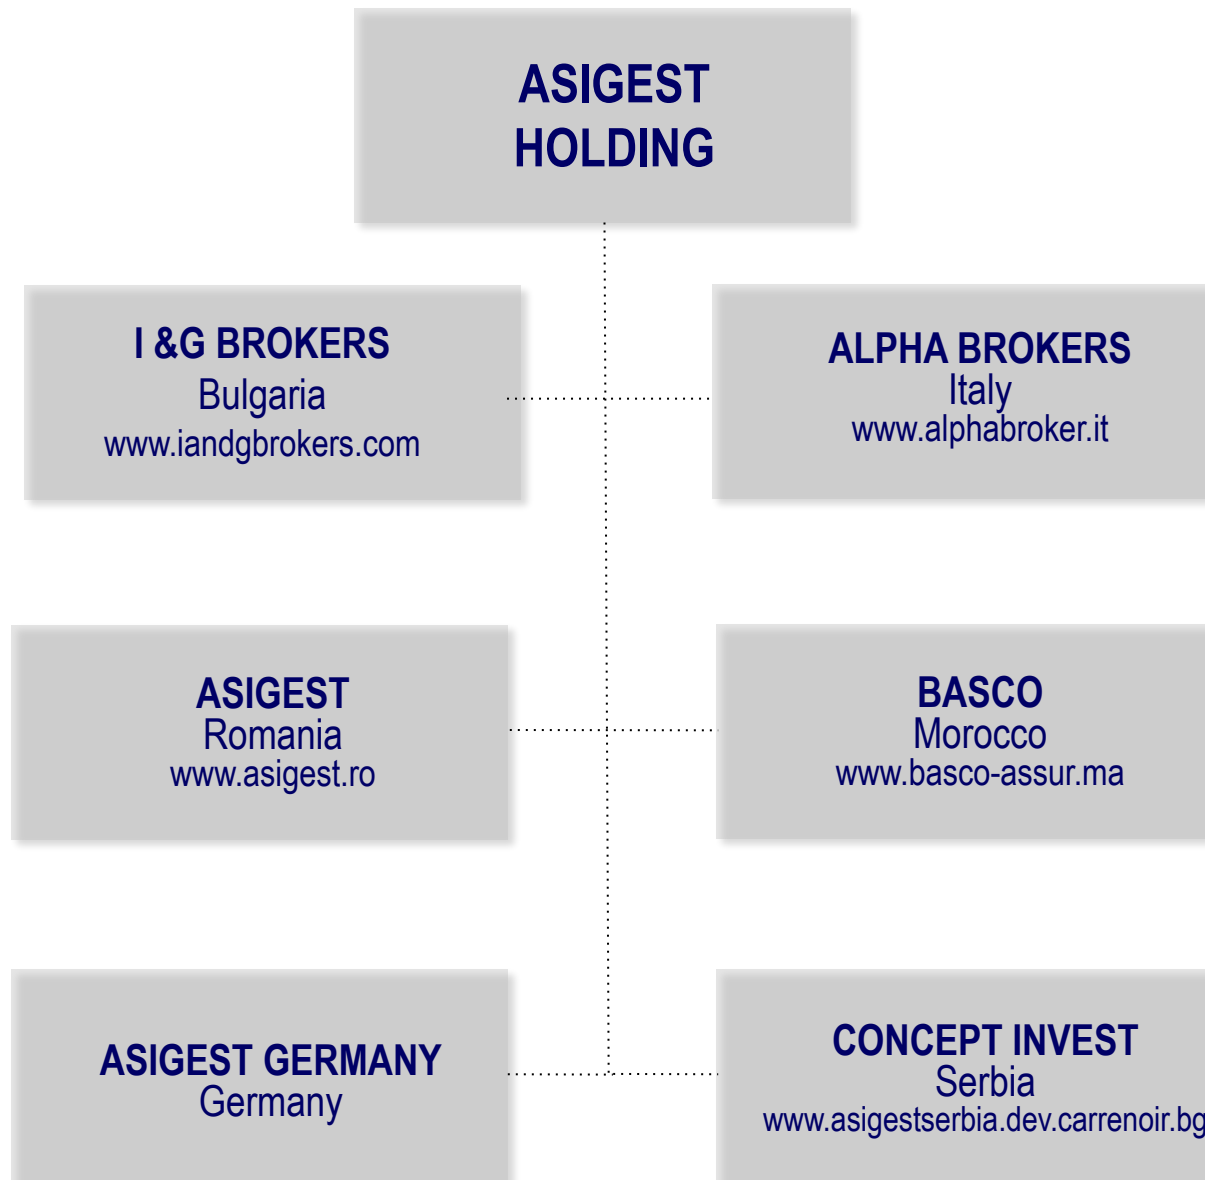 ASIGEST
HOLDING
I &G BROKERS
Bulgaria
www.iandgbrokers.com
ALPHA BROKERS
Italy
www.alphabroker.it
ASIGEST
Romania
www.asigest.ro
BASCO
Morocco
www.basco-assur.ma
ASIGEST GERMANY
Germany
CONCEPT INVEST
Serbia
www.asigestserbia.dev.carrenoir.bg